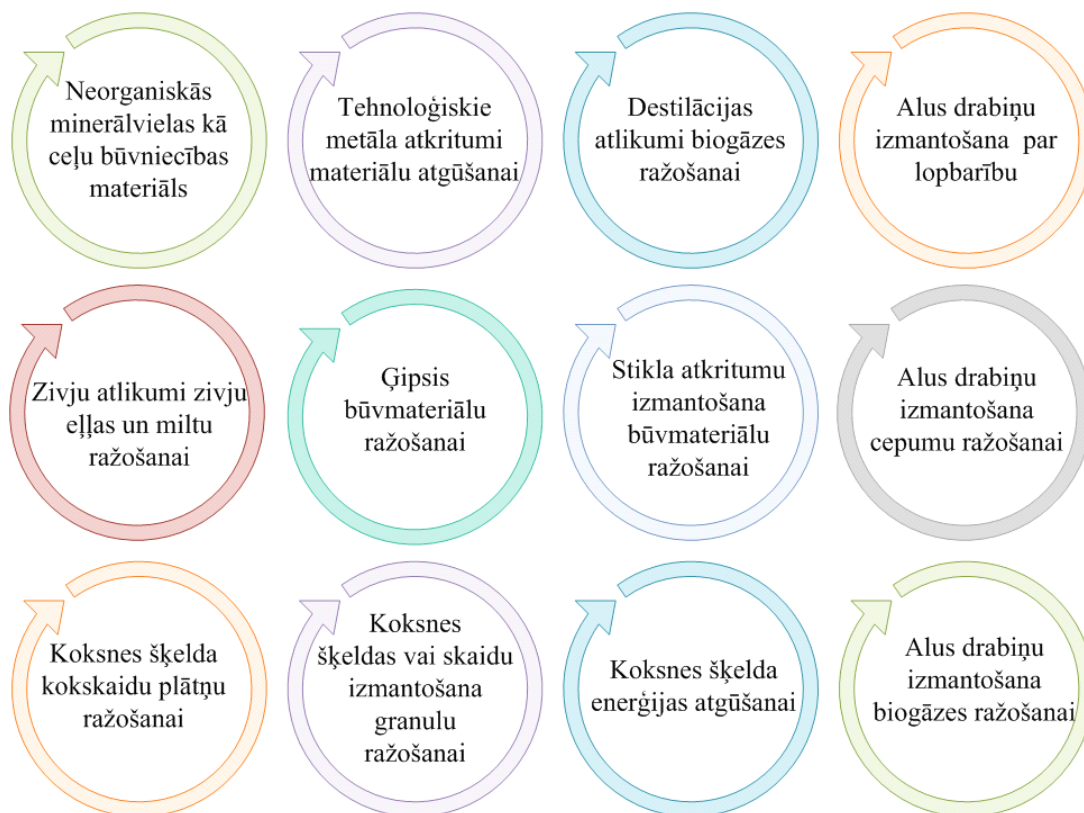 Neorganiskās
minerālvielas kā
ceļu būvniecības
materiāls
Tehnoloģiskie
metāla atkritumi
materiālu atgūšanai
Destilācijas
atlikumi biogāzes
ražošanai
Alus drabiņu
izmantošana par
lopbarību
Zivju atlikumi zivju
eļļas un miltu
ražošanai
Ģipsis
būvmateriālu
ražošanai
Stikla atkritumu
izmantošana
būvmateriālu
ražošanai
Alus drabiņu
izmantošana
cepumu ražošanai
Koksnes šķelda
kokskaidu plātņu
ražošanai
Koksnes
šķeldas vai skaidu
izmantošana
granulu
ražošanai
Koksnes šķelda
enerģijas atgūšanai
Alus drabiņu
izmantošana
biogāzes ražošanai